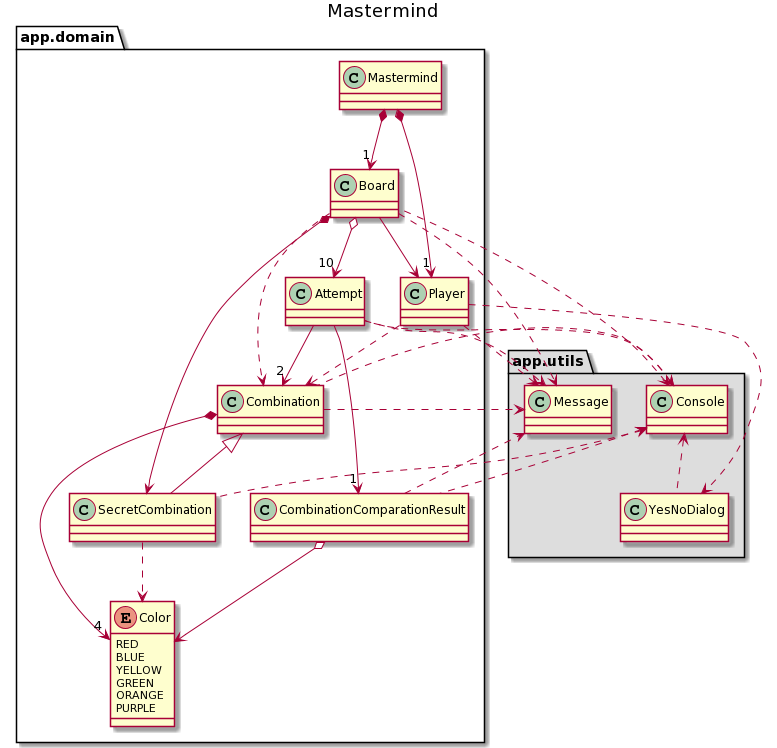 Mastermind
app.domain
C Mastermind
1
C Board
10
1
C Attempt
C Player
app.utils
2
C Combination
C Message
C Console
1
C SecretCombination
C CombinationComparationResult
C YesNoDialog
4
E Color
RED
BLUE
YELLOW
GREEN
ORANGE
PURPLE